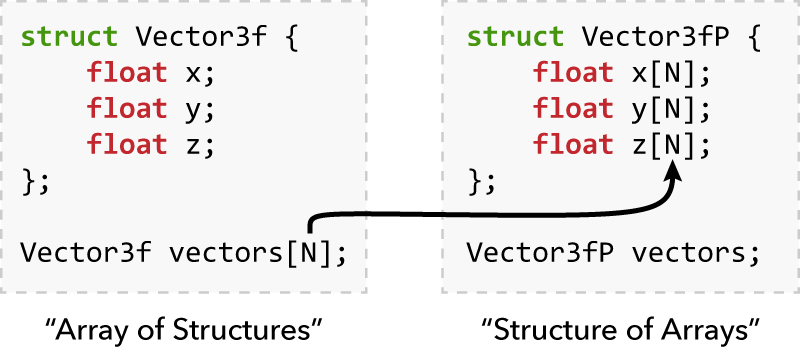 struct Vector3f {
    float x;
    float y;
    float z;
};
Vector3f vectors[N];
“Array of Structures”
struct Vector3fP {
    float x[N];
    float y[N];
    float z[N];
};
Vector3fP vectors;
“Structure of Arrays”